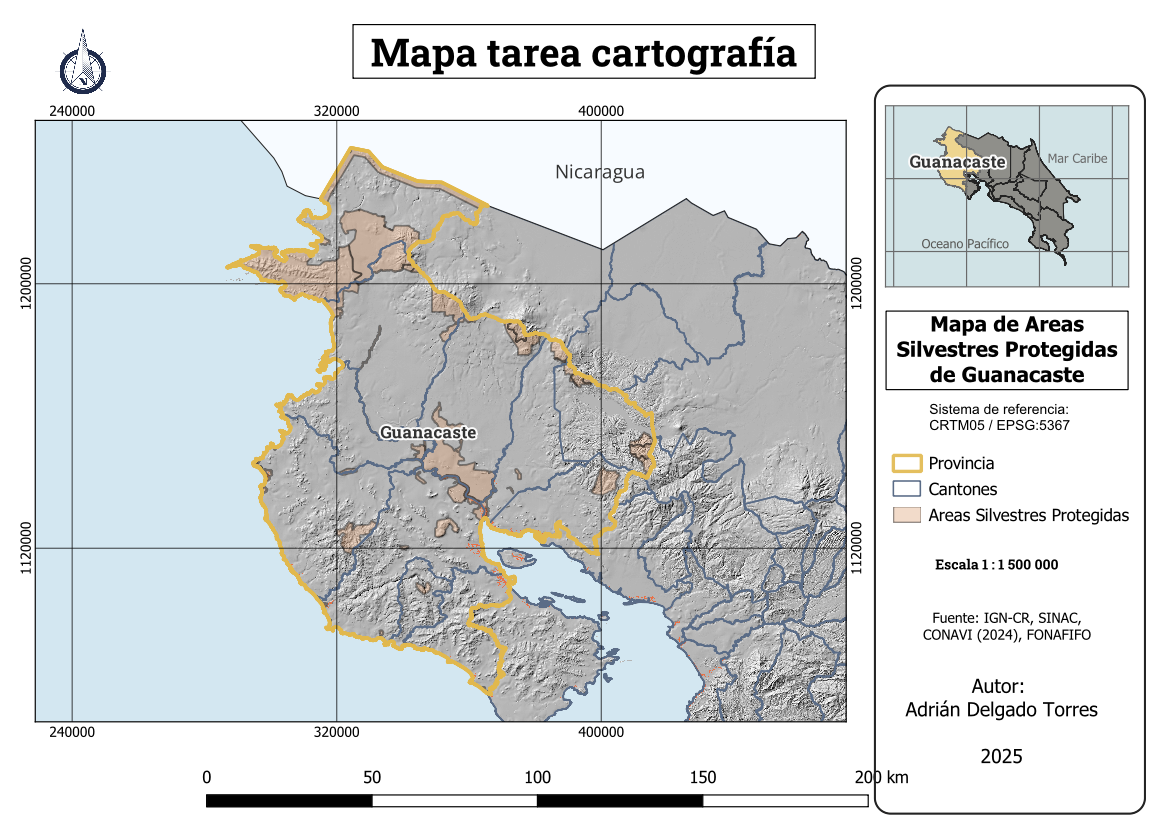 Mapa tarea cartografía
240000
320000
400000
Nicaragua
1200000
1200000
Guanacaste
1120000
1120000
240000
320000
400000
0
50
100
150
200 km
Guanacaste
Mar Caribe
Oceano Pacífico
Mapa de Areas
Silvestres Protegidas
de Guanacaste
Sistema de referencia:
CRTM05 / EPSG:5367
Provincia
Cantones
Areas Silvestres Protegidas
Escala 1 : 1 500 000
Fuente: IGN-CR, SINAC,
CONAVI (2024), FONAFIFO
Autor:
Adrián Delgado Torres
2025